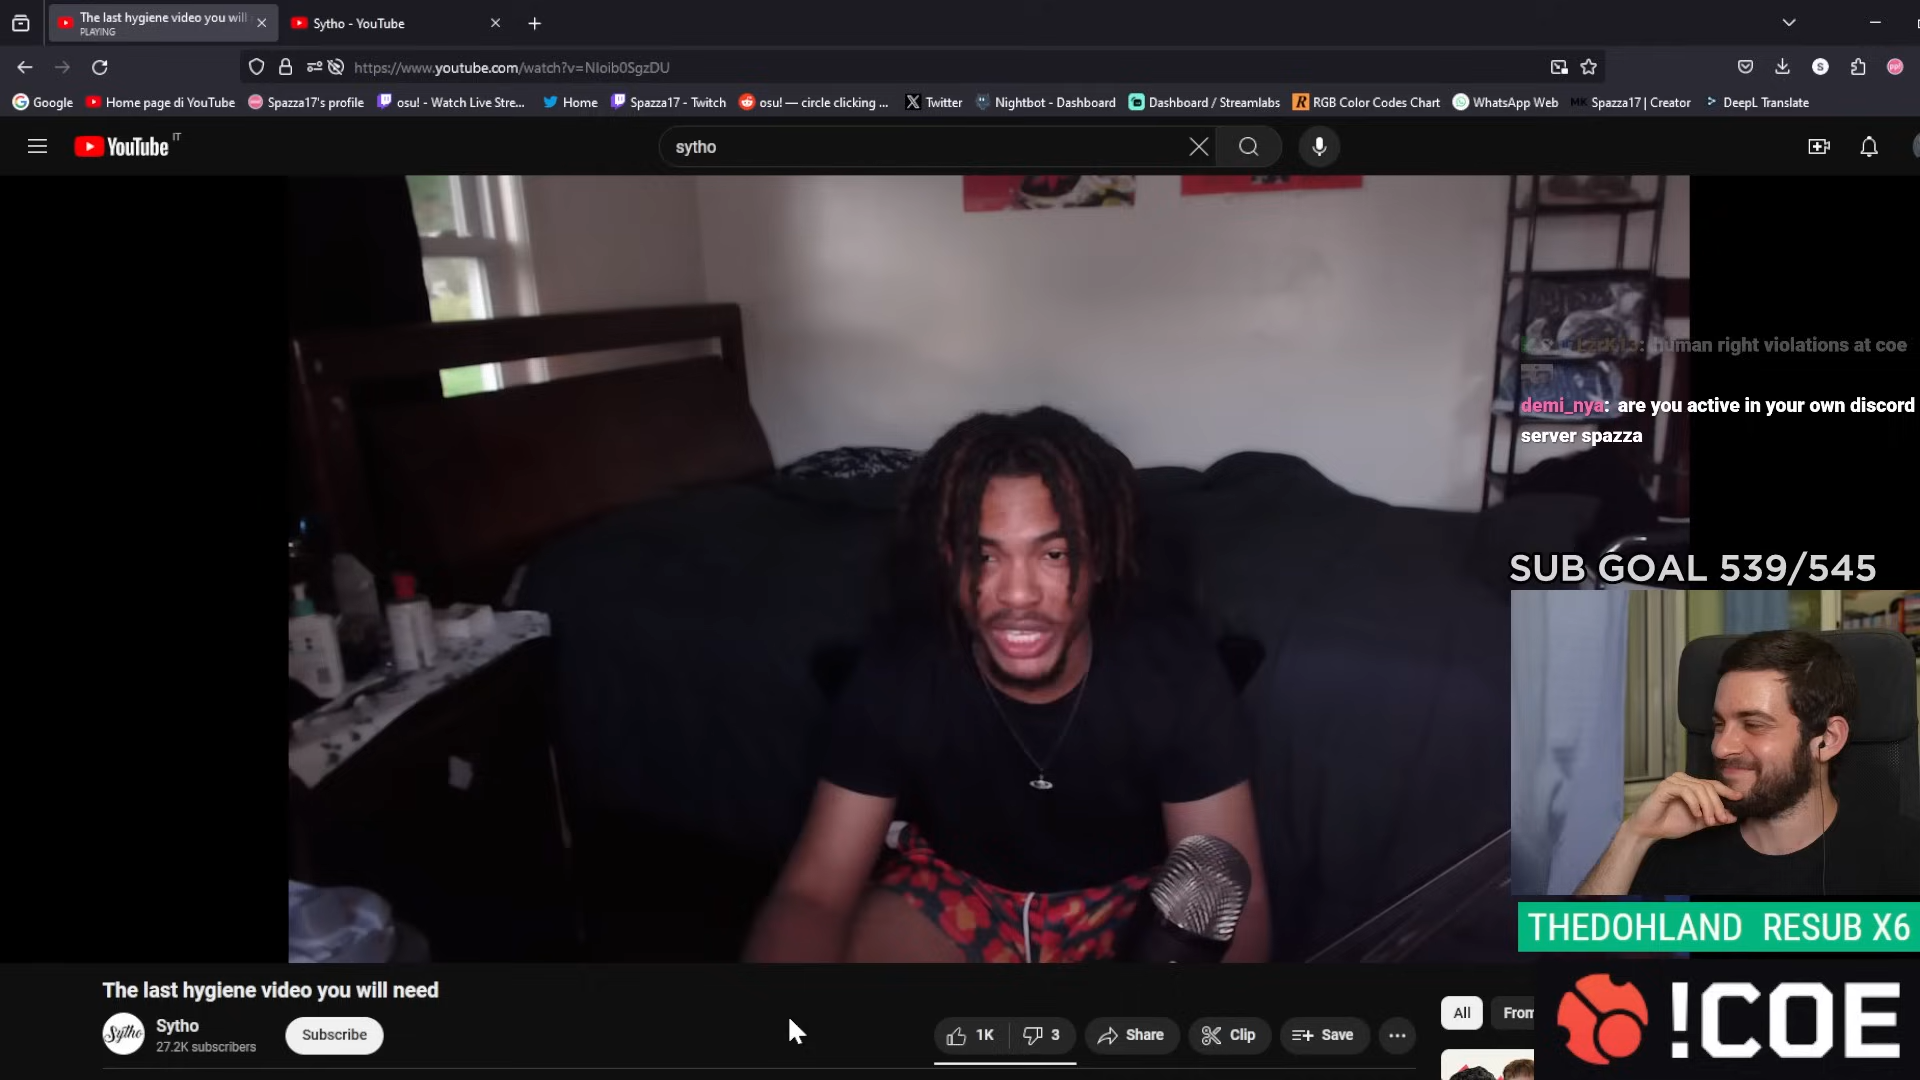 The last hygiene video you will
PLAYING
Sytho - YouTube
https://www.youtube.com/watch?v=NIoib0SgzDU
Google
Home page di YouTube
Spazza17's profile
osu! - Watch Live Stre...
Home
Spazza17 - Twitch
osu! — circle clicking ...
Twitter
Nightbot - Dashboard
Dashboard / Streamlabs
RGB Color Codes Chart
WhatsApp Web
Spazza17 | Creator
DeepL Translate
YouTube IT
sytho
human right violations at coe
demi_nya: are you active in your own discord
server spazza
SUB GOAL 539/545
THEDOHLAND RESUB X6
!COE
The last hygiene video you will need
Sytho
Sytho
27.2K subscribers
Subscribe
1K
3
Share
Clip
Save
All
From